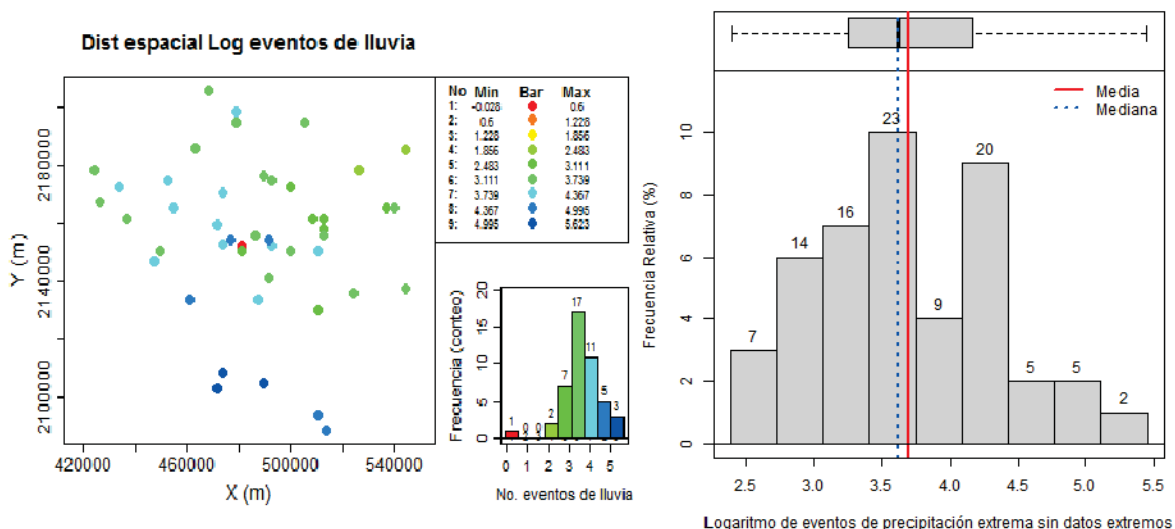 Dist espacial Log eventos de lluvia
Y (m)
2180000
2140000
2100000
420000 460000 500000 540000
X (m)
No Min Bar Max
1: -0.028 0.6
2: 0.6 1.228
3: 1.228 1.856
4: 1.856 2.483
5: 2.483 3.111
6: 3.111 3.739
7: 3.739 4.367
8: 4.367 4.995
9: 4.995 5.623
Frecuencia (conteo)
20
15
10
5
0
1 0 0 2 7 17 11 5 3
0 1 2 3 4 5
No. eventos de lluvia
Media
Mediana
Frecuencia Relativa (%)
10
8
6
4
2
0
7 14 16 23 9 20 5 5 2
2.5 3.0 3.5 4.0 4.5 5.0 5.5
Logaritmo de eventos de precipitación extrema sin datos extremos